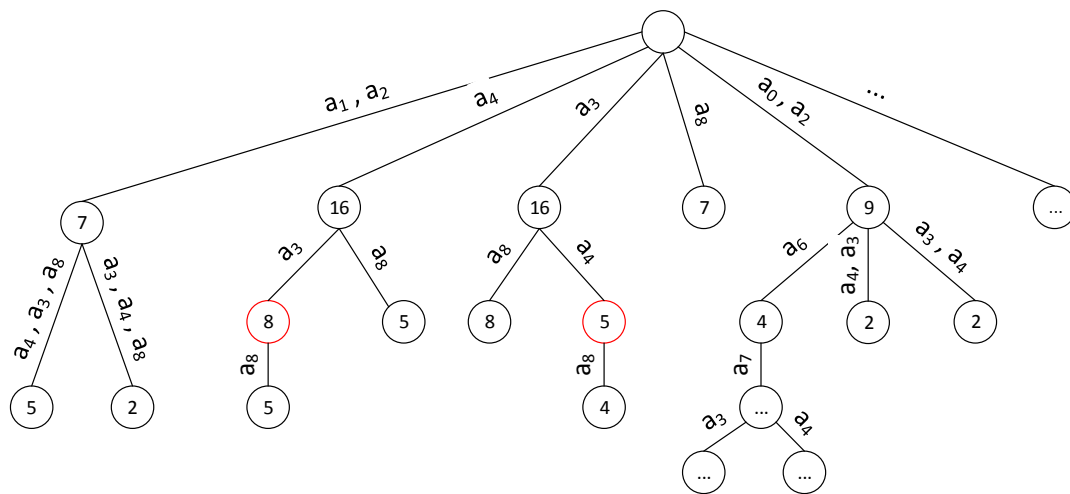 a₁ , a₂
a₄
a₃
a₈
a₀ , a₂
...
7
16
16
7
9
...
a₄ , a₃ , a₈
a₃ , a₄ , a₈
a₃
a₈
a₈
a₄
a₆
a₄ , a₃
a₃ , a₄
8
5
8
5
4
2
2
a₈
a₈
a₇
5
2
5
4
...
a₃
a₄
...
...